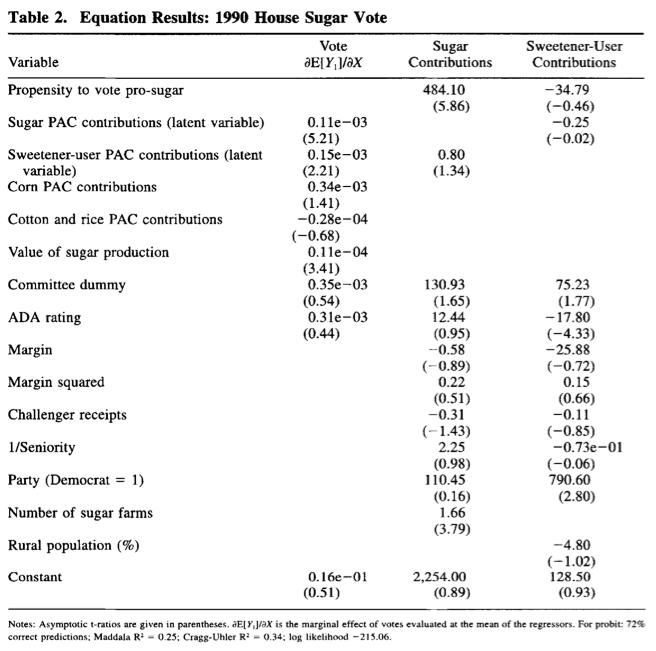 Table 2. Equation Results: 1990 House Sugar Vote
Vote Sugar Sweetener-User
Variable ∂E[Yᵢ]/∂X Contributions Contributions
Propensity to vote pro-sugar 484.10 −34.79
(5.86) (−0.46)
Sugar PAC contributions (latent variable) 0.11e−03 −0.25
(5.21) (−0.02)
Sweetener-user PAC contributions (latent 0.15e−03 0.80
variable) (2.21) (1.34)
Corn PAC contributions 0.34e−03
(1.41)
Cotton and rice PAC contributions −0.28e−04
(−0.68)
Value of sugar production 0.11e−04
(3.41)
Committee dummy 0.35e−03 130.93 75.23
(0.54) (1.65) (1.77)
ADA rating 0.31e−03 12.44 −17.80
(0.44) (0.95) (−4.33)
Margin −0.58 −25.88
(−0.89) (−0.72)
Margin squared 0.22 0.15
(0.51) (0.66)
Challenger receipts −0.31 −0.11
(−1.43) (−0.85)
1/Seniority 2.25 −0.73e−01
(0.98) (−0.06)
Party (Democrat = 1) 110.45 790.60
(0.16) (2.80)
Number of sugar farms 1.66
(3.79)
Rural population (%) −4.80
(−1.02)
Constant 0.16e−01 2,254.00 128.50
(0.51) (0.89) (0.93)
Notes: Asymptotic t-ratios are given in parentheses. ∂E[Yᵢ]/∂X is the marginal effect of votes evaluated at the mean of the regressors. For probit: 72%
correct predictions; Maddala R² = 0.25; Cragg-Uhler R² = 0.34; log likelihood −215.06.